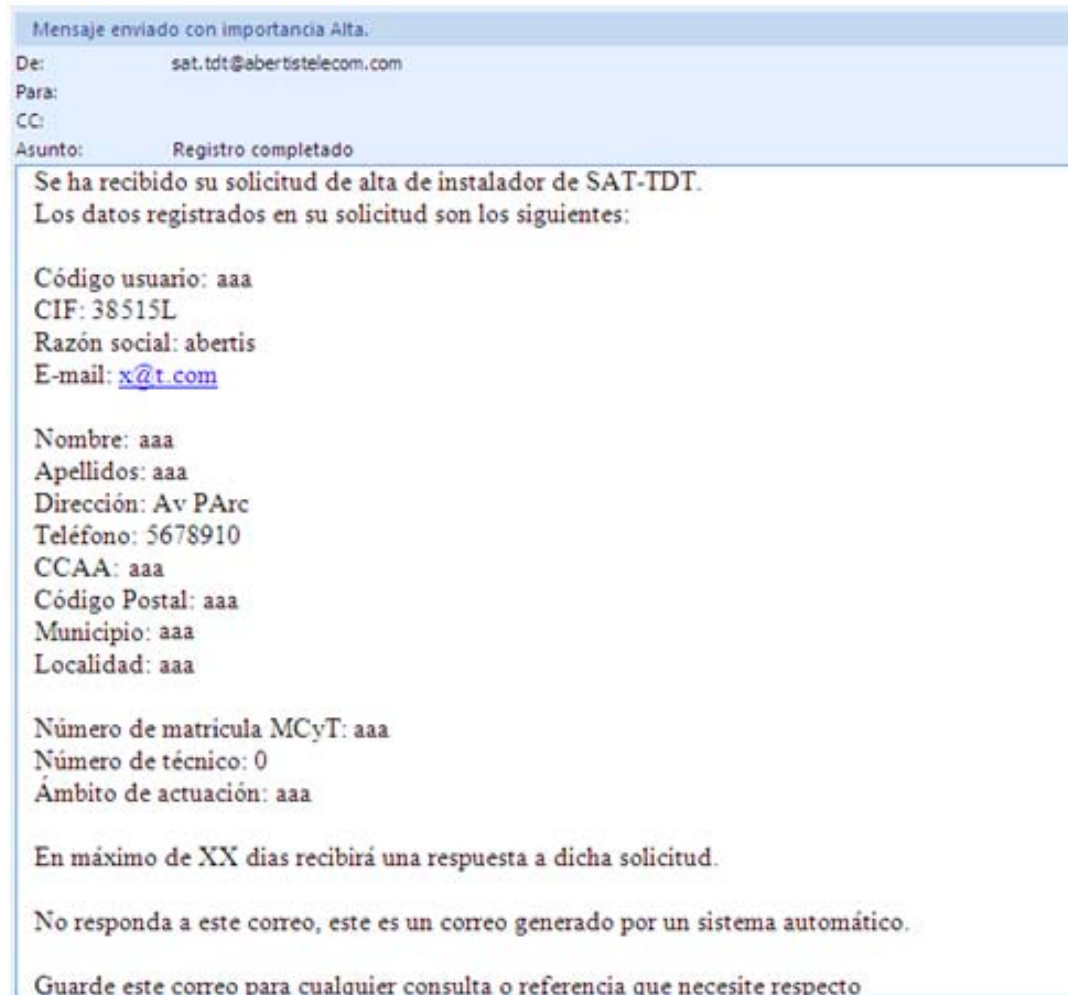 Mensaje enviado con importancia Alta.
De: sat.tdt@abertistelecom.com
Para:
CC:
Asunto: Registro completado
Se ha recibido su solicitud de alta de instalador de SAT-TDT.
Los datos registrados en su solicitud son los siguientes:
Código usuario: aaa
CIF: 38515L
Razón social: abertis
E-mail: x@t.com
Nombre: aaa
Apellidos: aaa
Dirección: Av PArc
Teléfono: 5678910
CCAA: aaa
Código Postal: aaa
Municipio: aaa
Localidad: aaa
Número de matrícula MCyT: aaa
Número de técnico: 0
Ámbito de actuación: aaa
En máximo de XX dias recibirá una respuesta a dicha solicitud.
No responda a este correo, este es un correo generado por un sistema automático.
Guarde este correo para cualquier consulta o referencia que necesite respecto